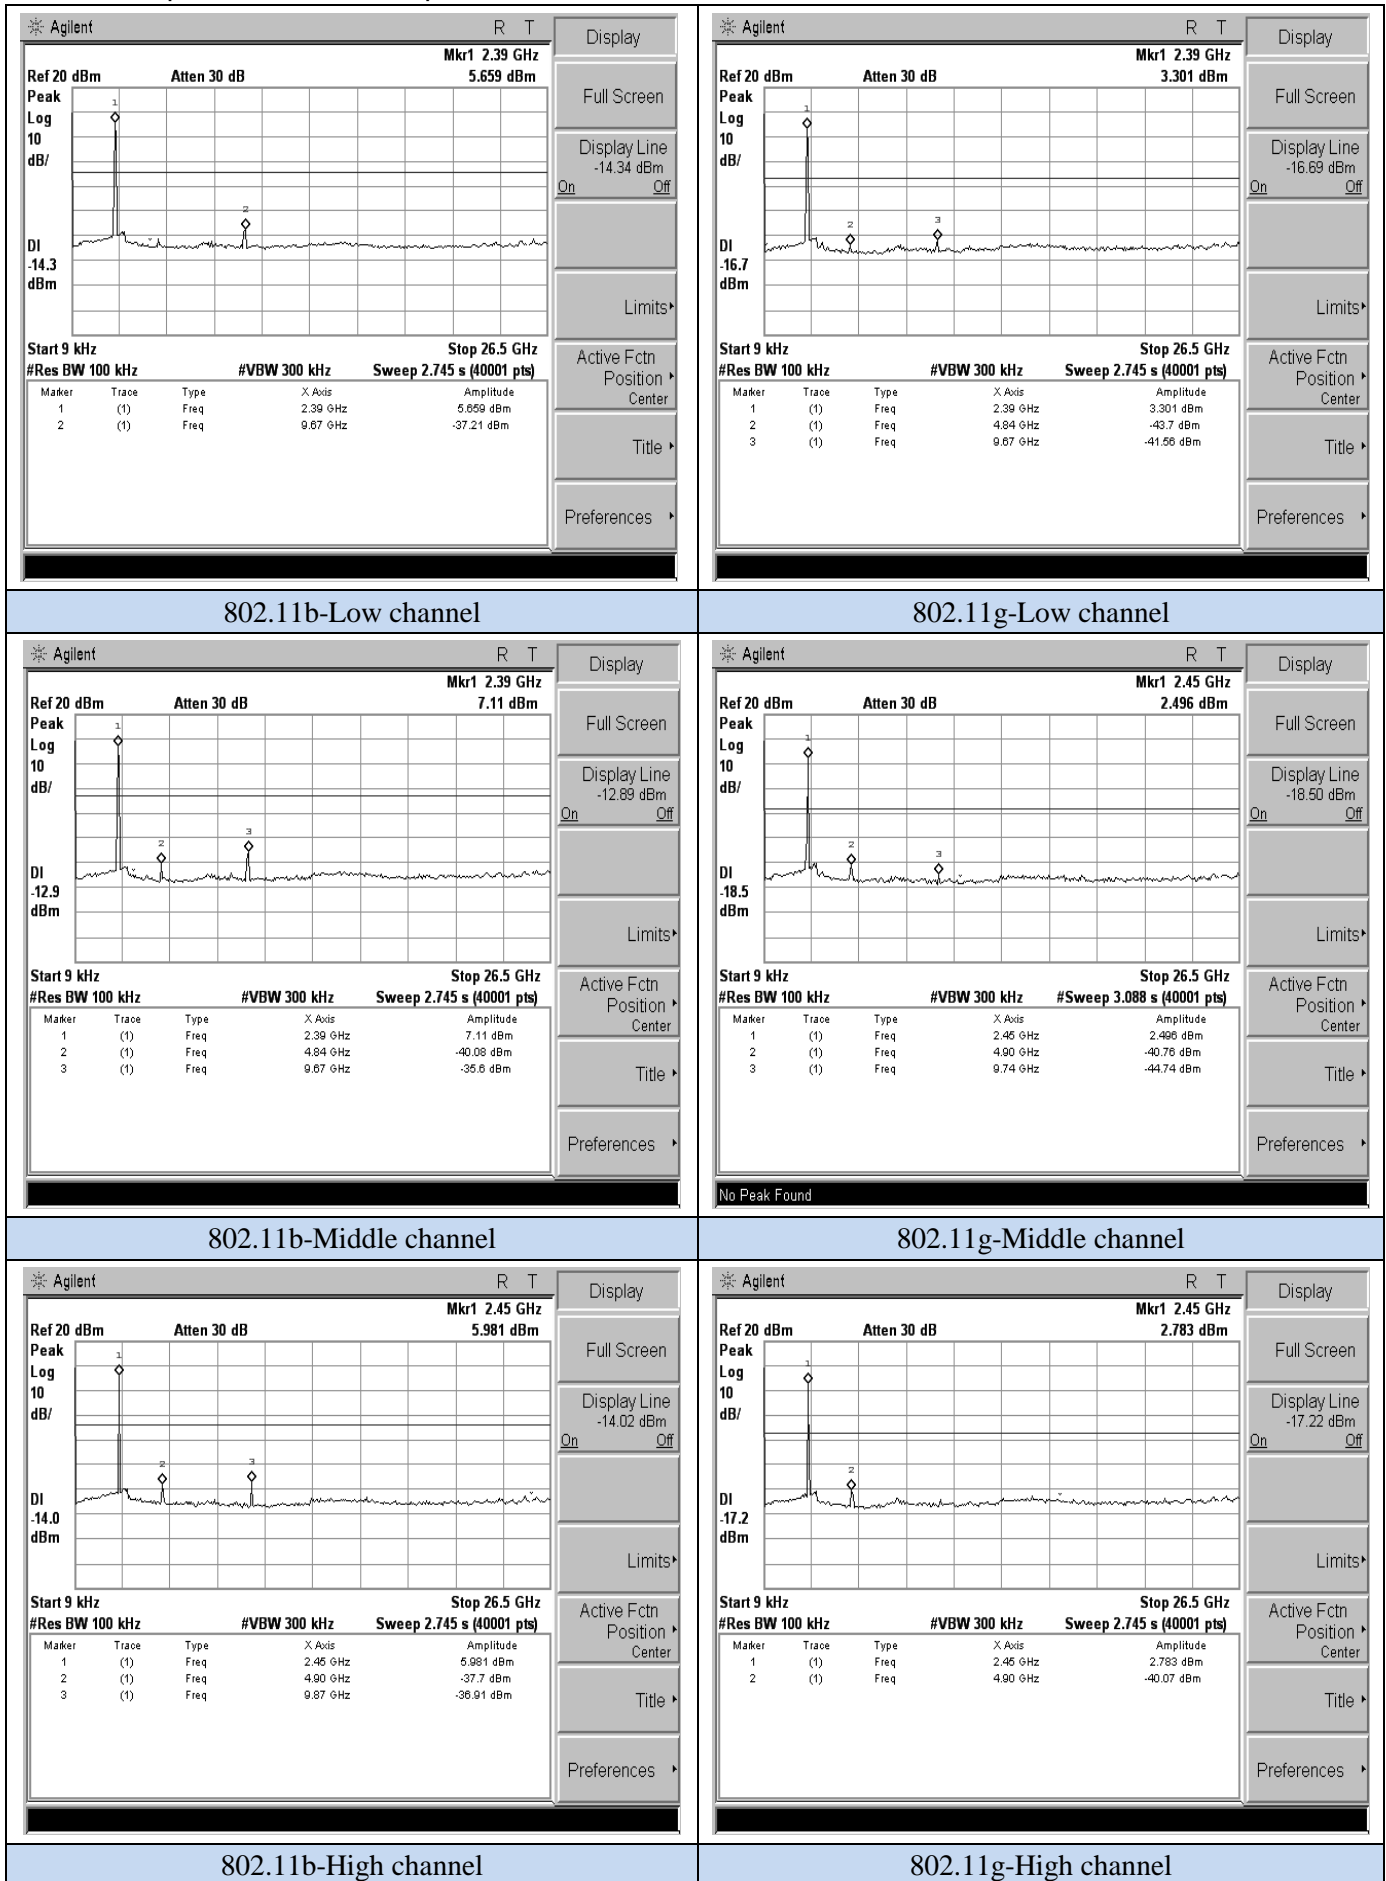 Agilent R T Display
Mkr1 2.39 GHz
Ref 20 dBm Atten 30 dB 5.659 dBm
Peak
Log
10
dB/
1
2
DI
-14.3
dBm
Start 9 kHz Stop 26.5 GHz
#Res BW 100 kHz #VBW 300 kHz Sweep 2.745 s (40001 pts)
Marker Trace Type X Axis Amplitude
1 (1) Freq 2.39 GHz 5.659 dBm
2 (1) Freq 9.67 GHz -37.21 dBm
Full Screen
Display Line
-14.34 dBm
On Off
Limits
Active Fctn
Position
Center
Title
Preferences
802.11b-Low channel
Agilent R T Display
Mkr1 2.39 GHz
Ref 20 dBm Atten 30 dB 3.301 dBm
Peak
Log
10
dB/
1
2
3
DI
-16.7
dBm
Start 9 kHz Stop 26.5 GHz
#Res BW 100 kHz #VBW 300 kHz Sweep 2.745 s (40001 pts)
Marker Trace Type X Axis Amplitude
1 (1) Freq 2.39 GHz 3.301 dBm
2 (1) Freq 4.84 GHz -43.7 dBm
3 (1) Freq 9.67 GHz -41.56 dBm
Full Screen
Display Line
-16.69 dBm
On Off
Limits
Active Fctn
Position
Center
Title
Preferences
802.11g-Low channel
Agilent R T Display
Mkr1 2.39 GHz
Ref 20 dBm Atten 30 dB 7.11 dBm
Peak
Log
10
dB/
1
2
3
DI
-12.9
dBm
Start 9 kHz Stop 26.5 GHz
#Res BW 100 kHz #VBW 300 kHz Sweep 2.745 s (40001 pts)
Marker Trace Type X Axis Amplitude
1 (1) Freq 2.39 GHz 7.11 dBm
2 (1) Freq 4.84 GHz -40.08 dBm
3 (1) Freq 9.67 GHz -35.6 dBm
Full Screen
Display Line
-12.89 dBm
On Off
Limits
Active Fctn
Position
Center
Title
Preferences
802.11b-Middle channel
Agilent R T Display
Mkr1 2.45 GHz
Ref 20 dBm Atten 30 dB 2.496 dBm
Peak
Log
10
dB/
1
2
3
DI
-18.5
dBm
Start 9 kHz Stop 26.5 GHz
#Res BW 100 kHz #VBW 300 kHz #Sweep 3.088 s (40001 pts)
Marker Trace Type X Axis Amplitude
1 (1) Freq 2.45 GHz 2.496 dBm
2 (1) Freq 4.90 GHz -40.76 dBm
3 (1) Freq 9.74 GHz -44.74 dBm
Full Screen
Display Line
-18.50 dBm
On Off
Limits
Active Fctn
Position
Center
Title
Preferences
No Peak Found
802.11g-Middle channel
Agilent R T Display
Mkr1 2.45 GHz
Ref 20 dBm Atten 30 dB 5.981 dBm
Peak
Log
10
dB/
1
2
3
DI
-14.0
dBm
Start 9 kHz Stop 26.5 GHz
#Res BW 100 kHz #VBW 300 kHz Sweep 2.745 s (40001 pts)
Marker Trace Type X Axis Amplitude
1 (1) Freq 2.45 GHz 5.981 dBm
2 (1) Freq 4.90 GHz -37.7 dBm
3 (1) Freq 9.87 GHz -36.91 dBm
Full Screen
Display Line
-14.02 dBm
On Off
Limits
Active Fctn
Position
Center
Title
Preferences
802.11b-High channel
Agilent R T Display
Mkr1 2.45 GHz
Ref 20 dBm Atten 30 dB 2.783 dBm
Peak
Log
10
dB/
1
2
DI
-17.2
dBm
Start 9 kHz Stop 26.5 GHz
#Res BW 100 kHz #VBW 300 kHz Sweep 2.745 s (40001 pts)
Marker Trace Type X Axis Amplitude
1 (1) Freq 2.45 GHz 2.783 dBm
2 (1) Freq 4.90 GHz -40.07 dBm
Full Screen
Display Line
-17.22 dBm
On Off
Limits
Active Fctn
Position
Center
Title
Preferences
802.11g-High channel